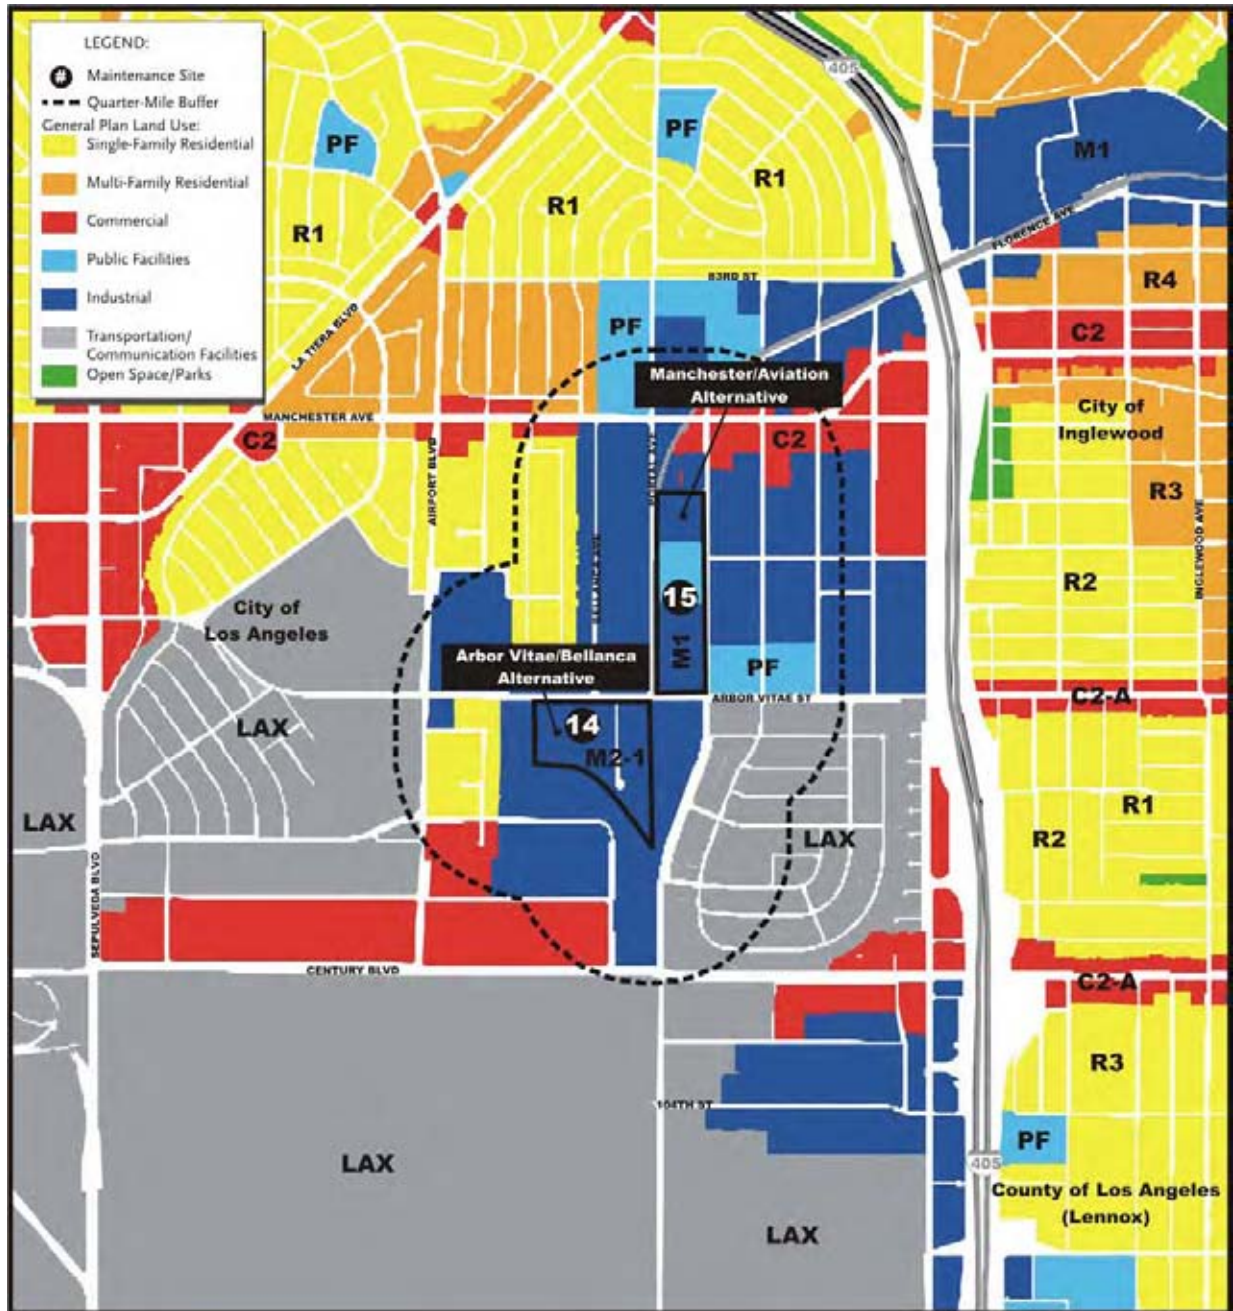 LEGEND:
# Maintenance Site
Quarter-Mile Buffer
General Plan Land Use:
Single-Family Residential
Multi-Family Residential
Commercial
Public Facilities
Industrial
Transportation/
Communication Facilities
Open Space/Parks
405
PF
PF
M1
R1
R1
R1
FLORENCE AVE
83RD ST
R4
PF
C2
LA TIERA BLVD
Manchester/Aviation
Alternative
MANCHESTER AVE
City of
Inglewood
C2
C2
AIRPORT BLVD
R3
INGLEWOOD AVE
R2
15
City of
Los Angeles
M1
Arbor Vitae/Bellanca
Alternative
PF
ARBOR VITAE ST
C2-A
LAX
14
M2-1
R1
LAX
LAX
R2
SEPULVEDA BLVD
CENTURY BLVD
C2-A
R3
104TH ST
PF
LAX
405
County of Los Angeles
(Lennox)
LAX